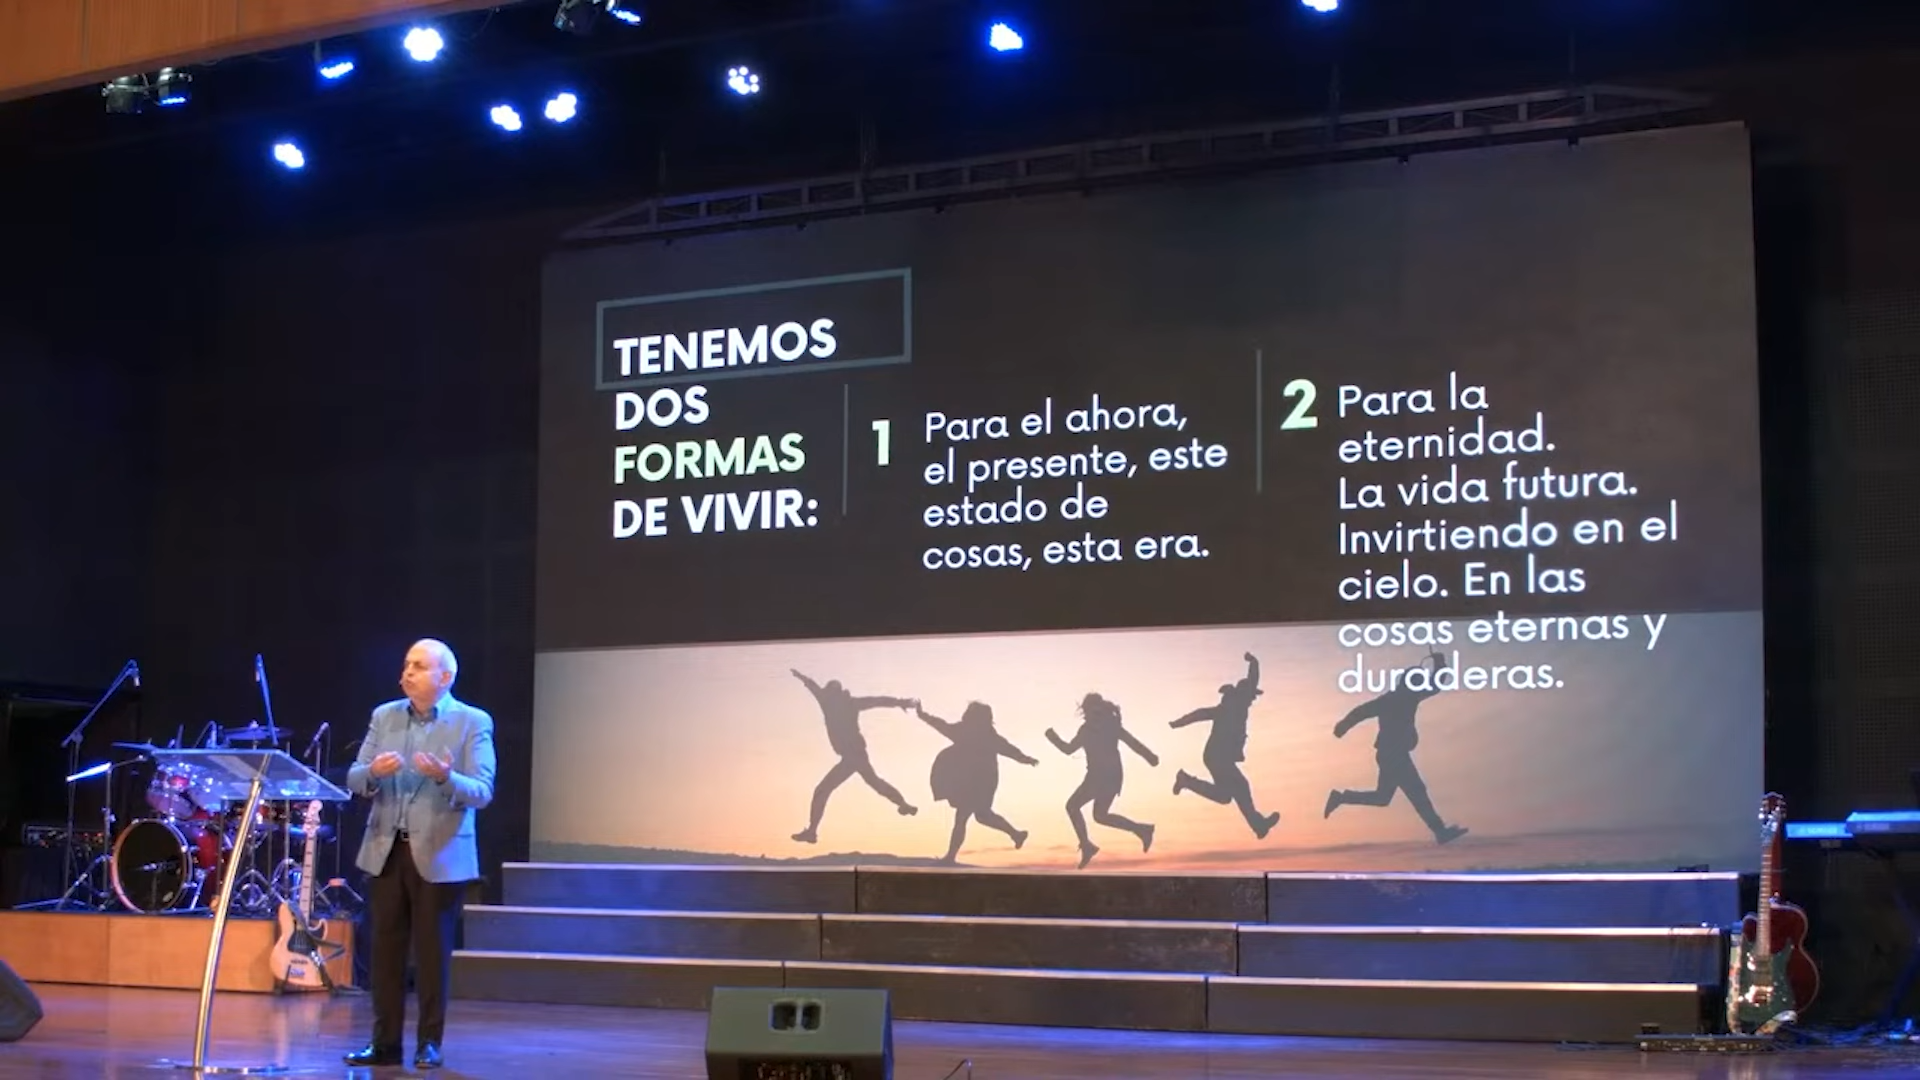 TENEMOS
DOS
FORMAS
DE VIVIR:
1
Para el ahora,
el presente, este
estado de
cosas, esta era.
2
Para la
eternidad.
La vida futura.
Invirtiendo en el
cielo. En las
cosas eternas y
duraderas.